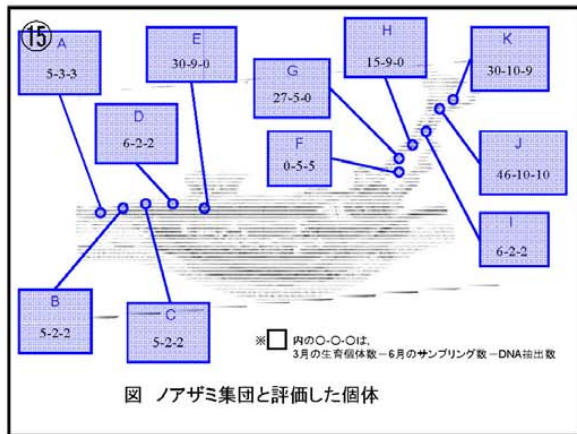 ⑮
A
5-3-3
E
30-9-0
H
15-9-0
K
30-10-9
G
27-5-0
D
6-2-2
F
0-5-5
J
46-10-10
I
6-2-2
B
5-2-2
C
5-2-2
※□ 内の○-○-○は、
3月の生育個体数-6月のサンプリング数-DNA抽出数
図 ノアザミ集団と評価した個体